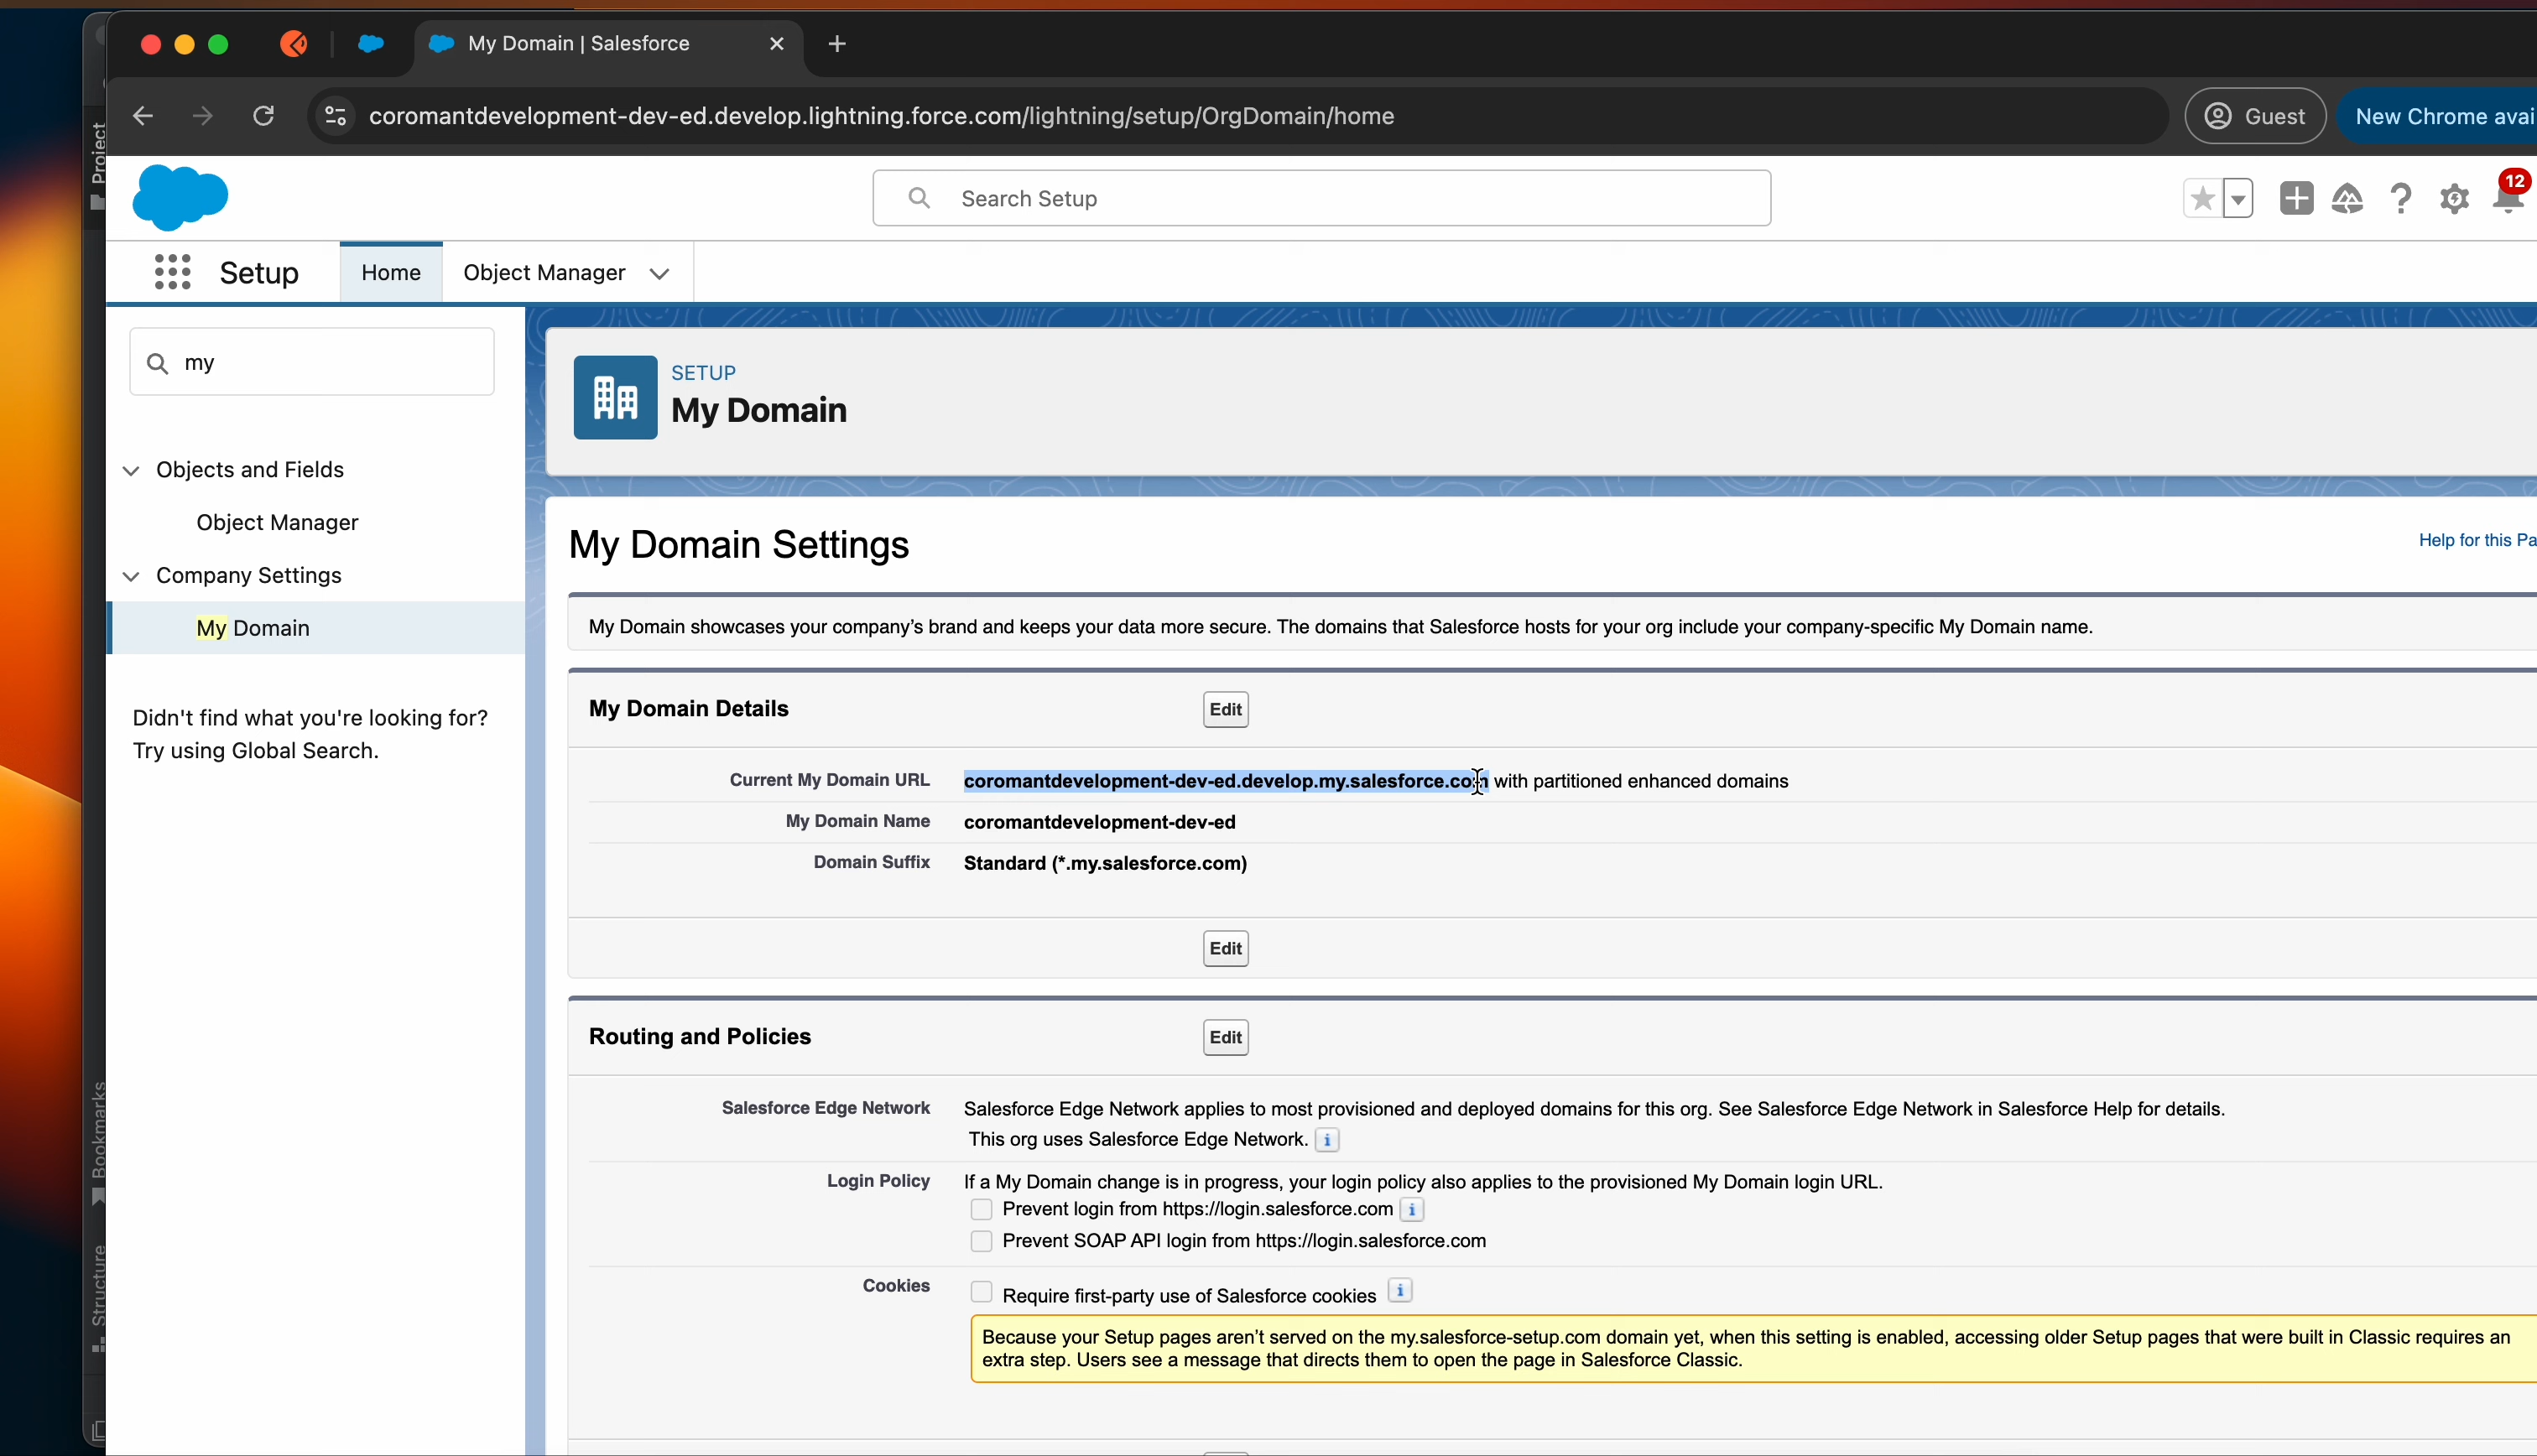 My Domain | Salesforce
coromantdevelopment-dev-ed.develop.lightning.force.com/lightning/setup/OrgDomain/home
Guest
New Chrome avai
Project
Search Setup
12
Setup
Home
Object Manager
my
SETUP
My Domain
Objects and Fields
Object Manager
Company Settings
My Domain
Didn't find what you're looking for?
Try using Global Search.
My Domain Settings
Help for this Pa
My Domain showcases your company’s brand and keeps your data more secure. The domains that Salesforce hosts for your org include your company-specific My Domain name.
My Domain Details
Edit
Current My Domain URL coromantdevelopment-dev-ed.develop.my.salesforce.com with partitioned enhanced domains
My Domain Name coromantdevelopment-dev-ed
Domain Suffix Standard (*.my.salesforce.com)
Edit
Routing and Policies
Edit
Salesforce Edge Network Salesforce Edge Network applies to most provisioned and deployed domains for this org. See Salesforce Edge Network in Salesforce Help for details.
This org uses Salesforce Edge Network. i
Login Policy If a My Domain change is in progress, your login policy also applies to the provisioned My Domain login URL.
Prevent login from https://login.salesforce.com i
Prevent SOAP API login from https://login.salesforce.com
Cookies Require first-party use of Salesforce cookies i
Because your Setup pages aren’t served on the my.salesforce-setup.com domain yet, when this setting is enabled, accessing older Setup pages that were built in Classic requires an
extra step. Users see a message that directs them to open the page in Salesforce Classic.
Bookmarks
Structure